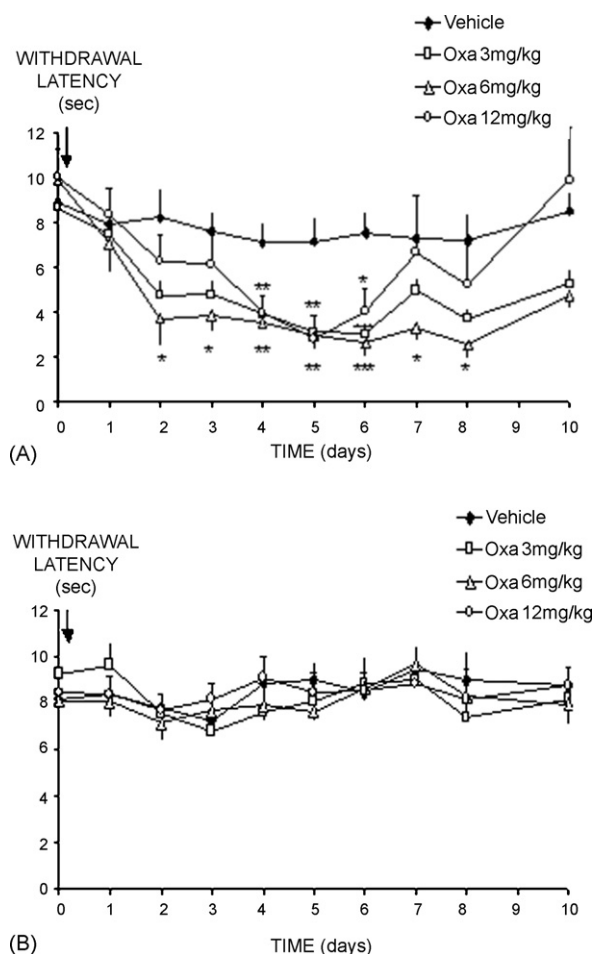 Vehicle
Oxa 3mg/kg
Oxa 6mg/kg
Oxa 12mg/kg
WITHDRAWAL
LATENCY
(sec)
12
10
8
6
4
2
0
** ** *
***
* * ** ** *** * *
0 1 2 3 4 5 6 7 8 9 10
(A) TIME (days)
Vehicle
Oxa 3mg/kg
Oxa 6mg/kg
Oxa 12mg/kg
WITHDRAWAL
LATENCY
(sec)
12
10
8
6
4
2
0
0 1 2 3 4 5 6 7 8 9 10
(B) TIME (days)